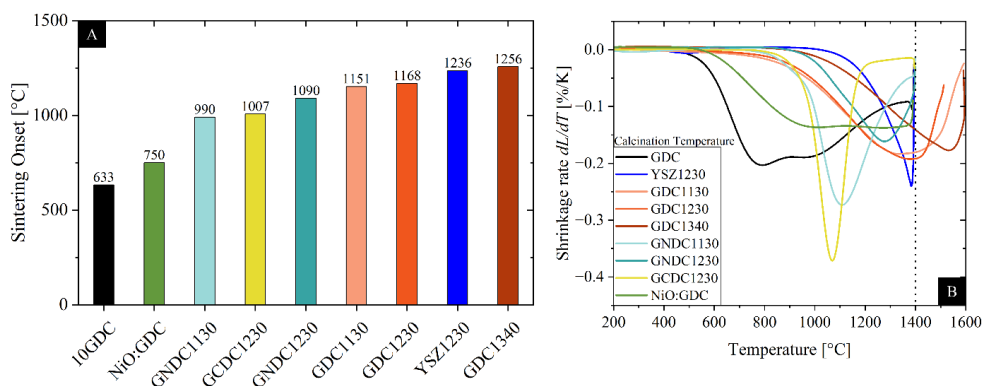 A
Sintering Onset [°C]
1500
1000
500
0
633
750
990
1007
1090
1151
1168
1236
1256
10GDC
NiO:GDC
GNDC1130
GCDC1230
GNDC1230
GDC1130
GDC1230
YSZ1230
GDC1340
B
Shrinkage rate dL/dT [%/K]
0.0
−0.1
−0.2
−0.3
−0.4
Calcination Temperature
GDC
YSZ1230
GDC1130
GDC1230
GDC1340
GNDC1130
GNDC1230
GCDC1230
NiO:GDC
200 400 600 800 1000 1200 1400 1600
Temperature [°C]